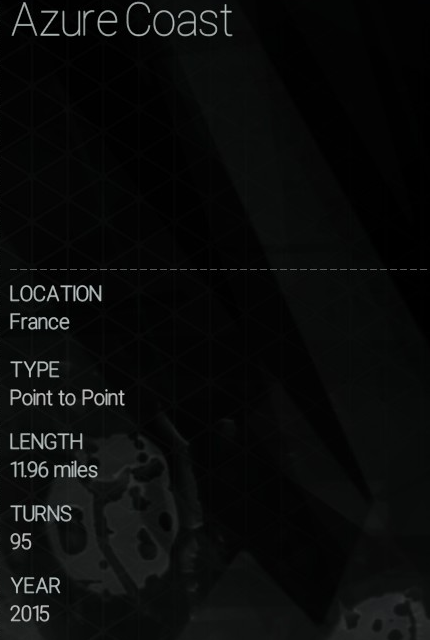 Azure Coast
LOCATION
France
TYPE
Point to Point
LENGTH
11.96 miles
TURNS
95
YEAR
2015